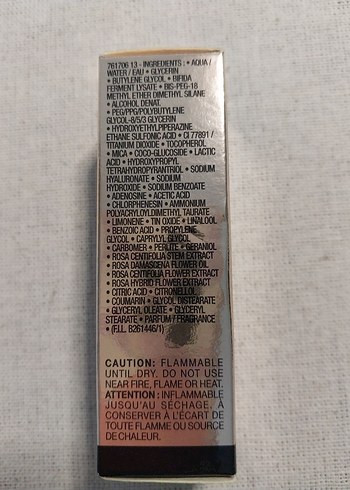 761706 13 - INGREDIENTS : • AQUA /
WATER / EAU • GLYCERIN
• BUTYLENE GLYCOL • BIFIDA
FERMENT LYSATE • BIS-PEG-18
METHYL ETHER DIMETHYL SILANE
• ALCOHOL DENAT.
• PEG/PPG/POLYBUTYLENE
GLYCOL-8/5/3 GLYCERIN
• HYDROXYETHYLPIPERAZINE
ETHANE SULFONIC ACID • CI 77891 /
TITANIUM DIOXIDE • TOCOPHEROL
• MICA • COCO-GLUCOSIDE • LACTIC
ACID • HYDROXYPROPYL
TETRAHYDROPYRANTRIOL • SODIUM
HYALURONATE • SODIUM
HYDROXIDE • SODIUM BENZOATE
• ADENOSINE • ACETIC ACID
• CHLORPHENESIN • AMMONIUM
POLYACRYLOYLDIMETHYL TAURATE
• LIMONENE • TIN OXIDE • LINALOOL
• BENZOIC ACID • PROPYLENE
GLYCOL • CAPRYLYL GLYCOL
• CARBOMER • PERLITE • GERANIOL
• ROSA CENTIFOLIA STEM EXTRACT
• ROSA DAMASCENA FLOWER OIL
• ROSA CENTIFOLIA FLOWER EXTRACT
• ROSA HYBRID FLOWER EXTRACT
• CITRIC ACID • CITRONELLOL
• COUMARIN • GLYCOL DISTEARATE
• GLYCERYL OLEATE • GLYCERYL
STEARATE • PARFUM / FRAGRANCE
• (F.I.L. B261446/1)
CAUTION: FLAMMABLE
UNTIL DRY. DO NOT USE
NEAR FIRE, FLAME OR HEAT.
ATTENTION : INFLAMMABLE
JUSQU'AU SÉCHAGE. À
CONSERVER À L'ÉCART DE
TOUTE FLAMME OU SOURCE
DE CHALEUR.